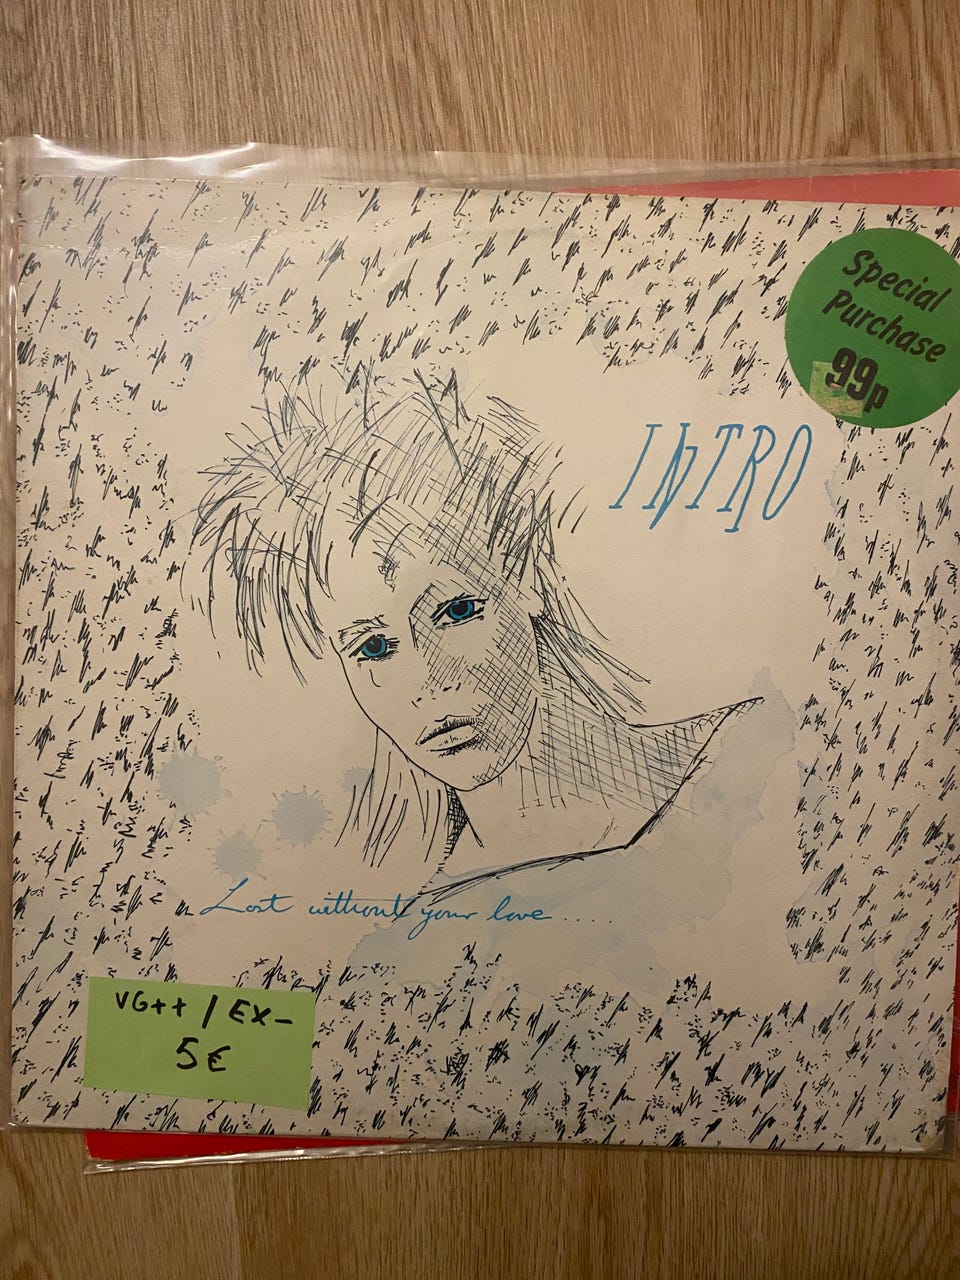 Special
Purchase
99p
INTRO
Lost without your love.....
VG++ / EX-
5€